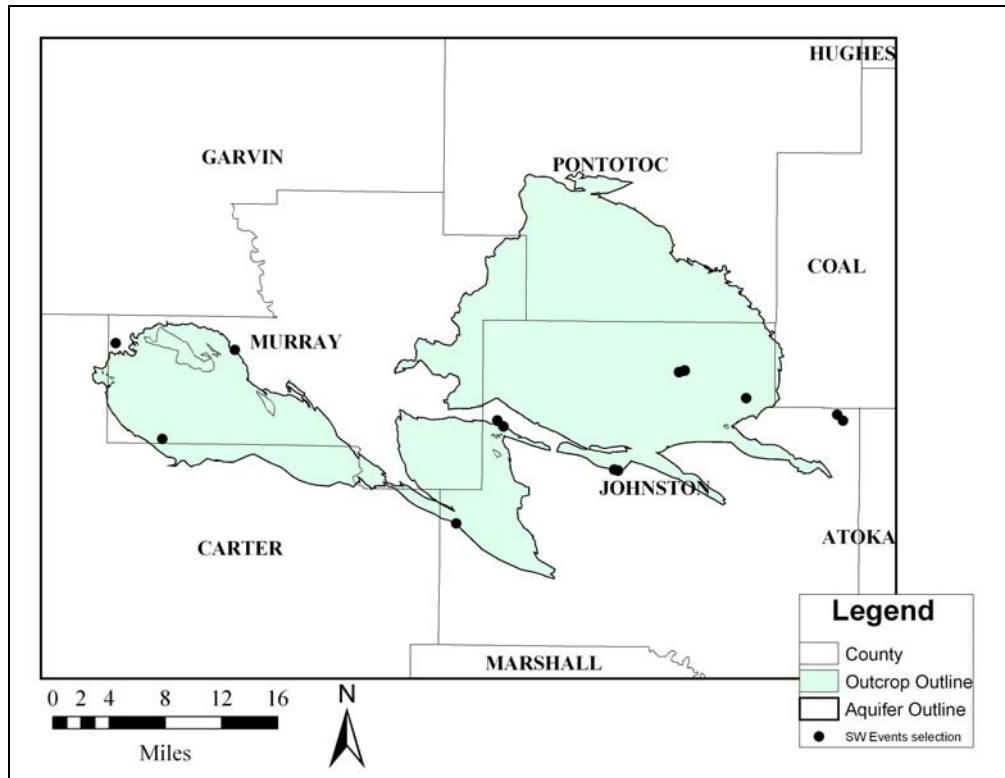 HUGHES
GARVIN
PONTOTOC
COAL
MURRAY
JOHNSTON
CARTER
ATOKA
MARSHALL
Legend
County
Outcrop Outline
Aquifer Outline
SW Events selection
0 2 4 8 12 16
Miles
N